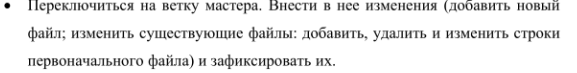 • Переключиться на ветку мастера. Внести в нее изменения (добавить новый
файл; изменить существующие файлы: добавить, удалить и изменить строки
первоначального файла) и зафиксировать их.